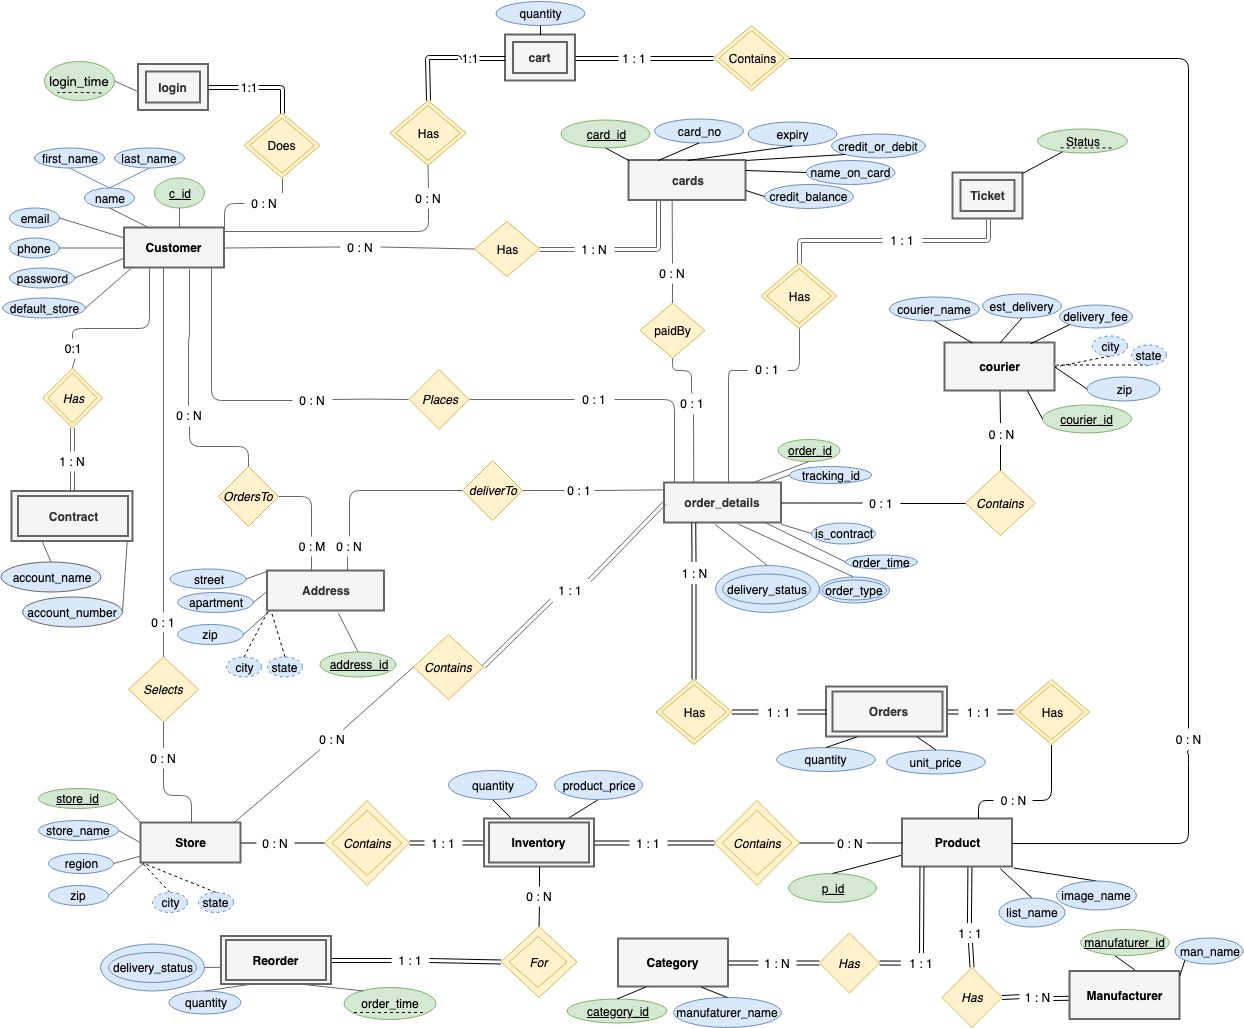 quantity
cart
1:1
1 : 1
Contains
login_time
login
1:1
Does
0 : N
Has
0 : N
first_name
last_name
name
c_id
email
phone
password
default_store
Customer
0 : N
Has
1 : N
card_id
card_no
expiry
credit_or_debit
name_on_card
credit_balance
cards
Status
Ticket
1 : 1
Has
0 : 1
0 : N
paidBy
0 : 1
courier_name
est_delivery
delivery_fee
city
state
zip
courier_id
courier
0 : N
Contains
0 : 1
0:1
Has
1 : N
Contract
account_name
account_number
0 : N
Places
0 : 1
0 : N
OrdersTo
0 : M
0 : N
deliverTo
0 : 1
order_id
tracking_id
order_details
is_contract
order_time
order_type
delivery_status
street
apartment
zip
city
state
address_id
Address
1 : 1
Contains
0 : N
0 : 1
Selects
0 : N
1 : N
Has
1 : 1
Orders
1 : 1
Has
quantity
unit_price
0 : N
0 : N
store_id
store_name
region
zip
city
state
Store
0 : N
Contains
1 : 1
quantity
product_price
Inventory
1 : 1
Contains
0 : N
Product
p_id
list_name
image_name
0 : N
For
1 : 1
Reorder
delivery_status
quantity
order_time
Category
category_id
manufaturer_name
1 : N
Has
1 : 1
1 : 1
Has
1 : N
manufaturer_id
man_name
Manufacturer